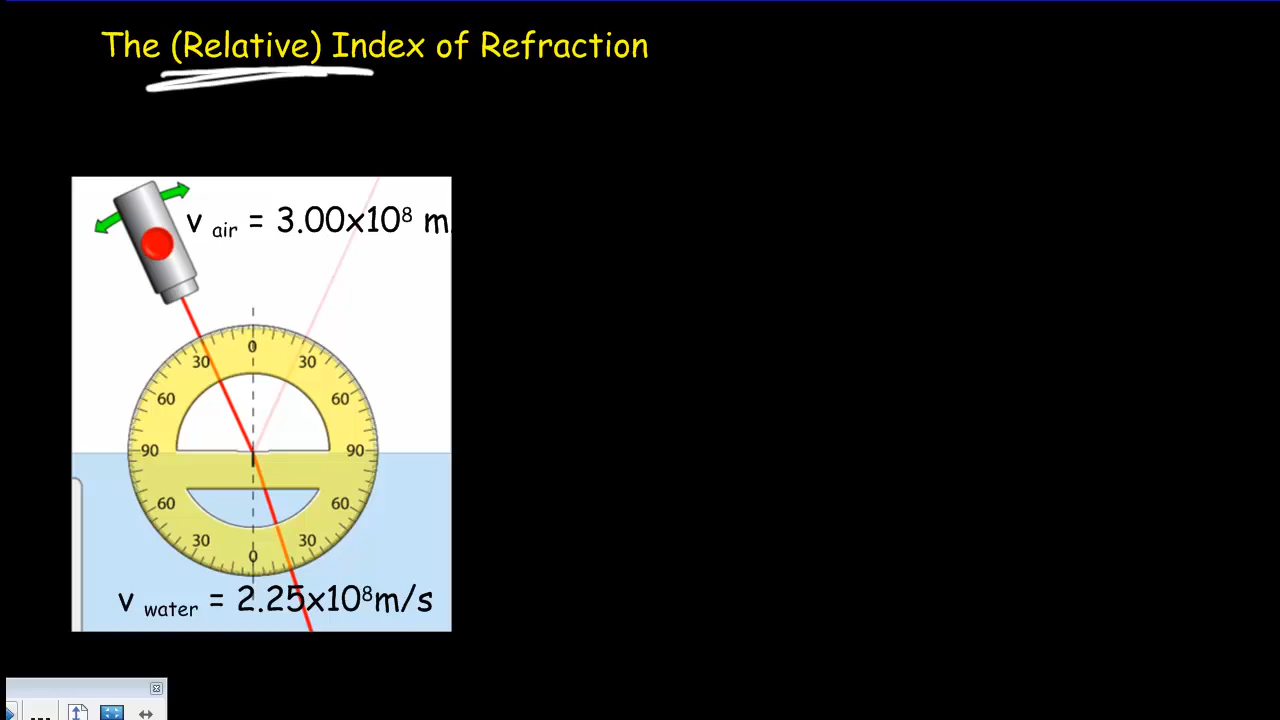 The (Relative) Index of Refraction
v air = 3.00x10⁸ m
0
30 30
60 60
90 90
60 60
30 30
0
v water = 2.25x10⁸m/s